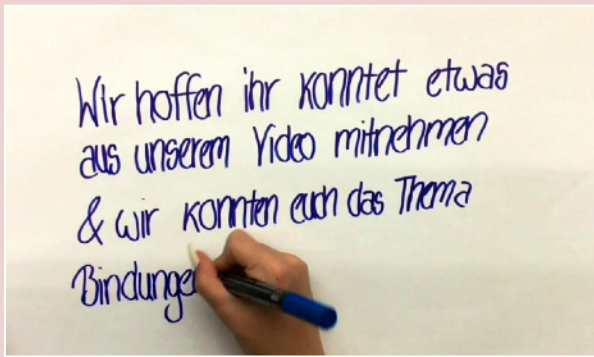 Wir hoffen ihr konntet etwas
aus unserem Video mitnehmen
& wir konnten euch das Thema
Bindunge